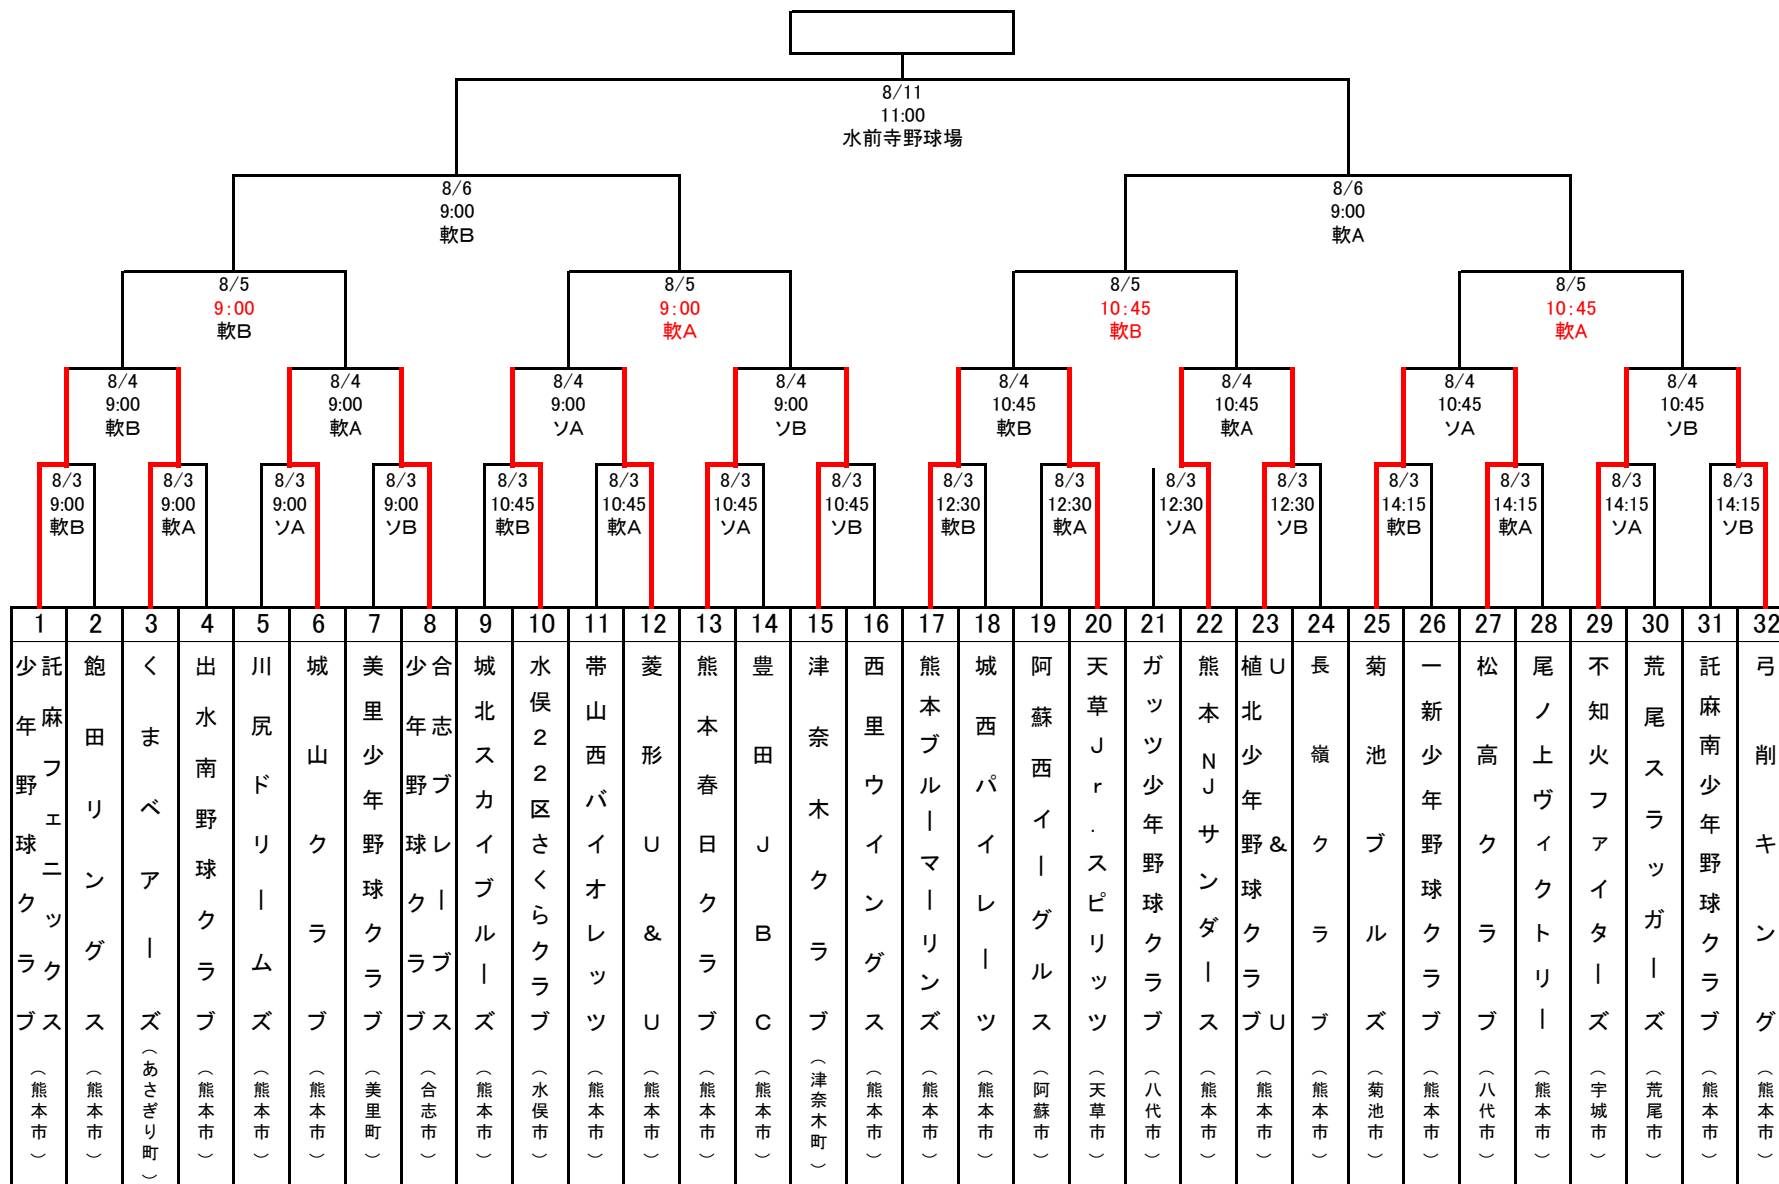 8/11
11:00
水前寺野球場
8/6
9:00
軟B
8/6
9:00
軟A
8/5
9:00
軟B
8/5
9:00
軟A
8/5
10:45
軟B
8/5
10:45
軟A
8/4
9:00
軟B
8/4
9:00
軟A
8/4
9:00
ソA
8/4
9:00
ソB
8/4
10:45
軟B
8/4
10:45
軟A
8/4
10:45
ソA
8/4
10:45
ソB
8/3
9:00
軟B
8/3
9:00
軟A
8/3
9:00
ソA
8/3
9:00
ソB
8/3
10:45
軟B
8/3
10:45
軟A
8/3
10:45
ソA
8/3
10:45
ソB
8/3
12:30
軟B
8/3
12:30
軟A
8/3
12:30
ソA
8/3
12:30
ソB
8/3
14:15
軟B
8/3
14:15
軟A
8/3
14:15
ソA
8/3
14:15
ソB
1
託麻フェニックス
少年野球クラブ
（熊本市）
2
飽田リングス
（熊本市）
3
くまベアーズ
（あさぎり町）
4
出水南野球クラブ
（熊本市）
5
川尻ドリームズ
（熊本市）
6
城山クラブ
（熊本市）
7
美里少年野球クラブ
（美里町）
8
合志ブレーブス
少年野球クラブ
（合志市）
9
城北スカイブルーズ
（熊本市）
10
水俣22区さくらクラブ
（水俣市）
11
帯山西バイオレッツ
（熊本市）
12
菱形U&U
（熊本市）
13
熊本春日クラブ
（熊本市）
14
豊田JBC
（熊本市）
15
津奈木クラブ
（津奈木町）
16
西里ウイングス
（熊本市）
17
熊本ブルーマーリンズ
（熊本市）
18
城西パイレーツ
（熊本市）
19
阿蘇西イーグルス
（阿蘇市）
20
天草Jr.スピリッツ
（天草市）
21
ガッツ少年野球クラブ
（八代市）
22
熊本NJサンダース
（熊本市）
23
U&U
植北少年野球クラブ
（熊本市）
24
長嶺クラブ
（熊本市）
25
菊池ブルズ
（菊池市）
26
一新少年野球クラブ
（熊本市）
27
松高クラブ
（八代市）
28
尾ノ上ヴィクトリー
（熊本市）
29
不知火ファイターズ
（宇城市）
30
荒尾スラッガーズ
（荒尾市）
31
託麻南少年野球クラブ
（熊本市）
32
弓削キング
（熊本市）